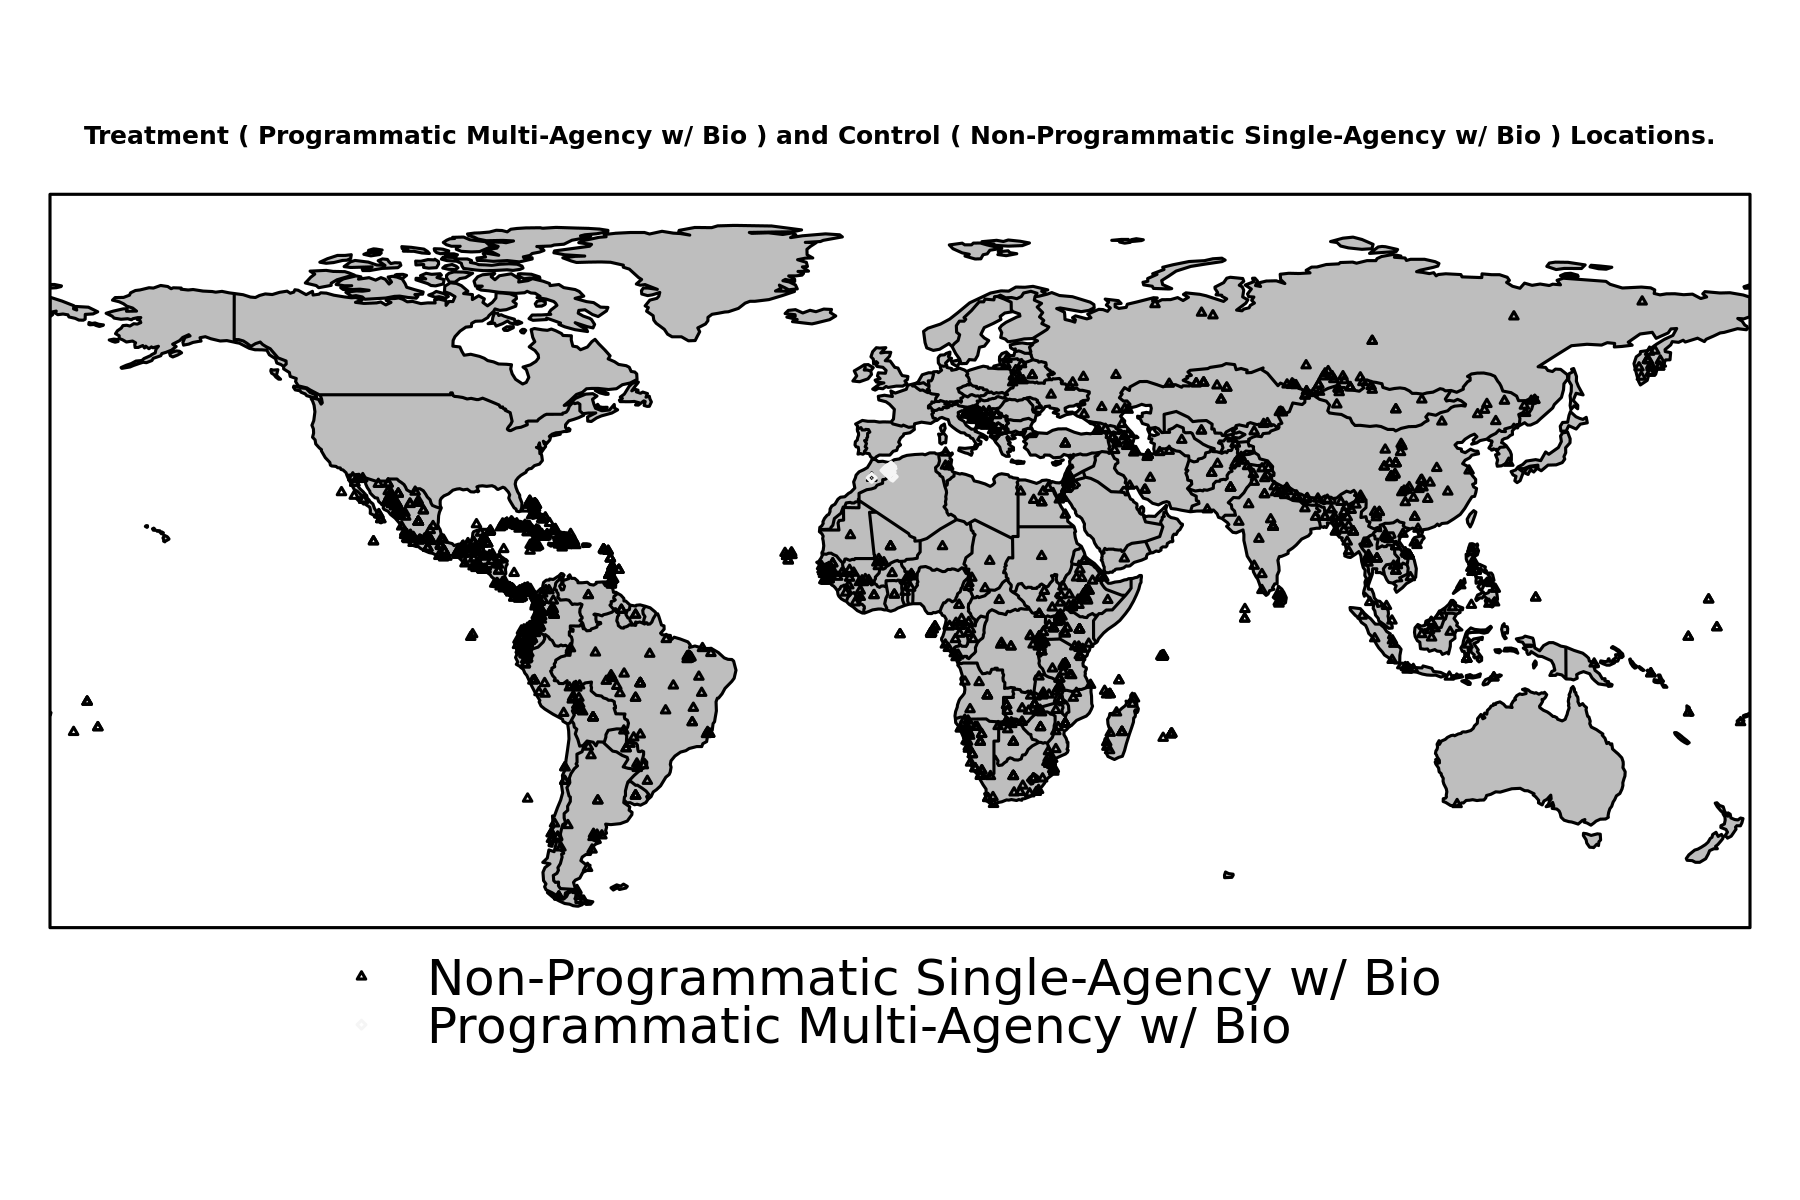 Treatment ( Programmatic Multi-Agency w/ Bio ) and Control ( Non-Programmatic Single-Agency w/ Bio ) Locations.
Non-Programmatic Single-Agency w/ Bio
Programmatic Multi-Agency w/ Bio